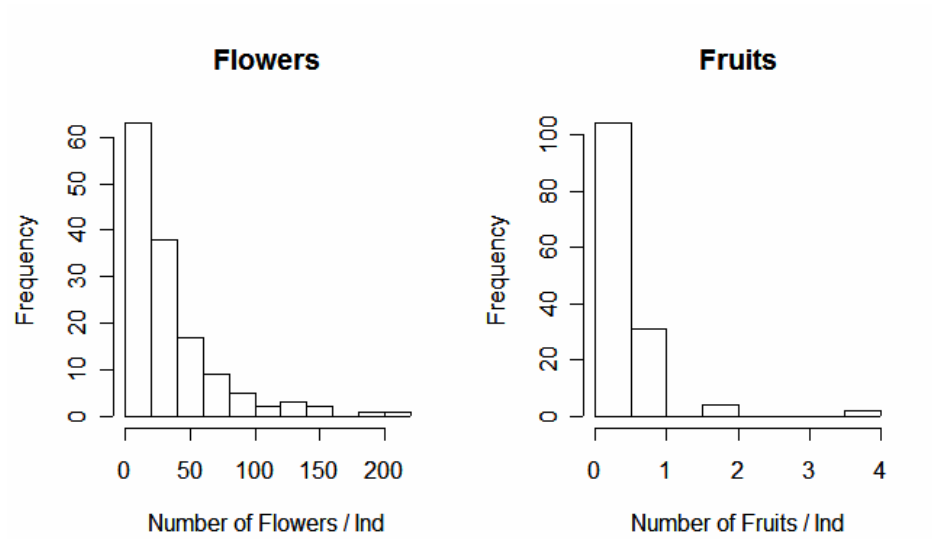 Flowers
Frequency
0 10 20 30 40 50 60
0 50 100 150 200
Number of Flowers / Ind
Fruits
Frequency
0 20 40 60 80 100
0 1 2 3 4
Number of Fruits / Ind